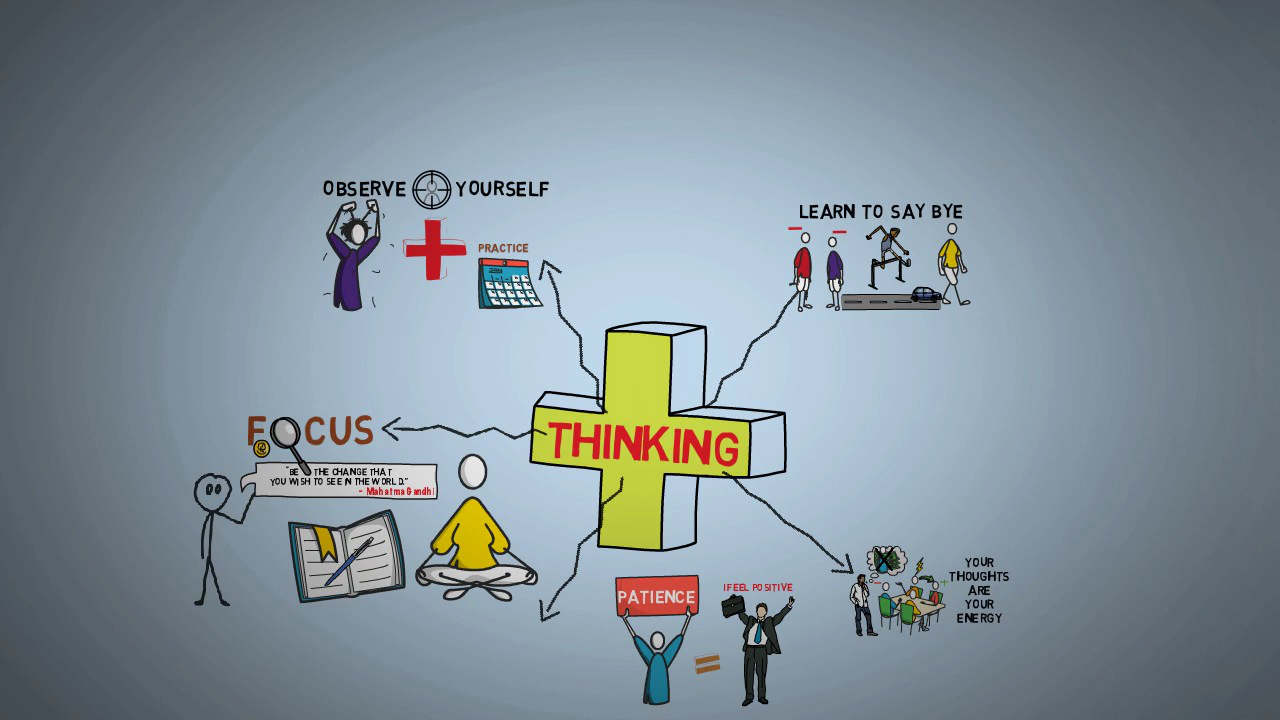 OBSERVE YOURSELF
PRACTICE
LEARN TO SAY BYE
THINKING
FOCUS
"BE THE CHANGE THAT
YOU WISH TO SEE IN THE WORLD."
- Mahatma Gandhi
PATIENCE
I FEEL POSITIVE
YOUR
THOUGHTS
ARE
YOUR
ENERGY